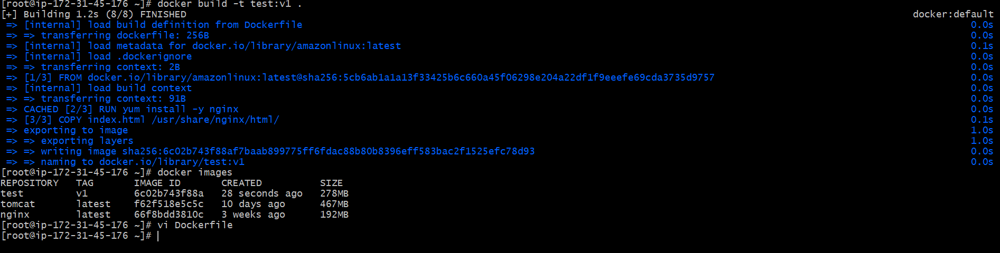 [root@ip-172-31-45-176 ~]# docker build -t test:v1 .
[+] Building 1.2s (8/8) FINISHED docker:default
=> [internal] load build definition from Dockerfile 0.0s
=> => transferring dockerfile: 256B 0.0s
=> [internal] load metadata for docker.io/library/amazonlinux:latest 0.1s
=> [internal] load .dockerignore 0.0s
=> => transferring context: 2B 0.0s
=> [1/3] FROM docker.io/library/amazonlinux:latest@sha256:5cb6ab1a1a13f33425b6c660a45f06298e204a22df1f9eeefe69cda3735d9757 0.0s
=> [internal] load build context 0.0s
=> => transferring context: 91B 0.0s
=> CACHED [2/3] RUN yum install -y nginx 0.0s
=> [3/3] COPY index.html /usr/share/nginx/html/ 0.1s
=> exporting to image 1.0s
=> => exporting layers 1.0s
=> => writing image sha256:6c02b743f88af7baab899775ff6fdac88b80b8396eff583bac2f1525efc78d93 0.0s
=> => naming to docker.io/library/test:v1 0.0s
[root@ip-172-31-45-176 ~]# docker images
REPOSITORY TAG IMAGE ID CREATED SIZE
test v1 6c02b743f88a 28 seconds ago 278MB
tomcat latest f62f518e5c5c 10 days ago 467MB
nginx latest 66f8bdd3810c 3 weeks ago 192MB
[root@ip-172-31-45-176 ~]# vi Dockerfile
[root@ip-172-31-45-176 ~]#